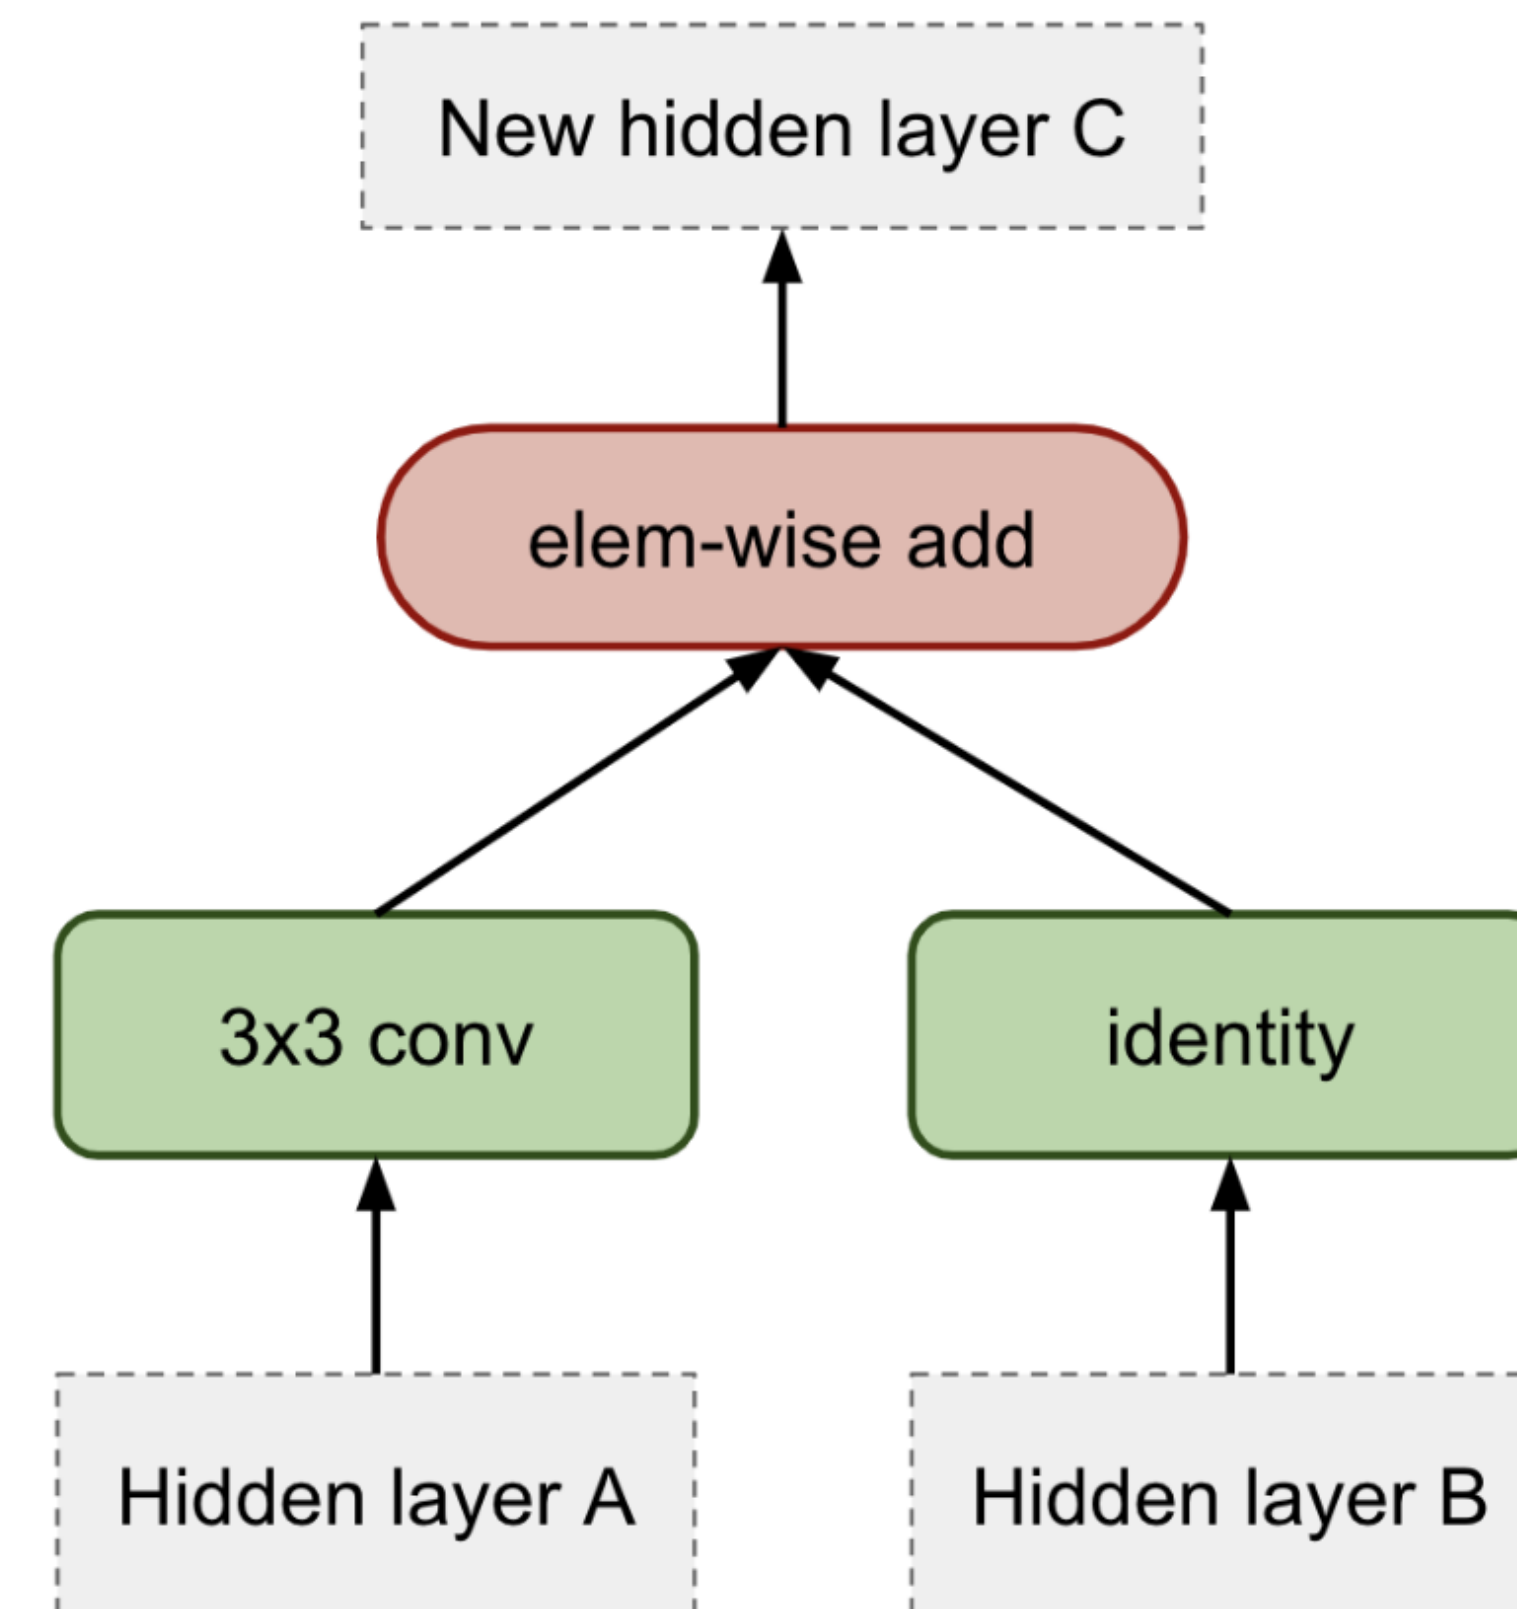 New hidden layer C
elem-wise add
3x3 conv
identity
Hidden layer A
Hidden layer B